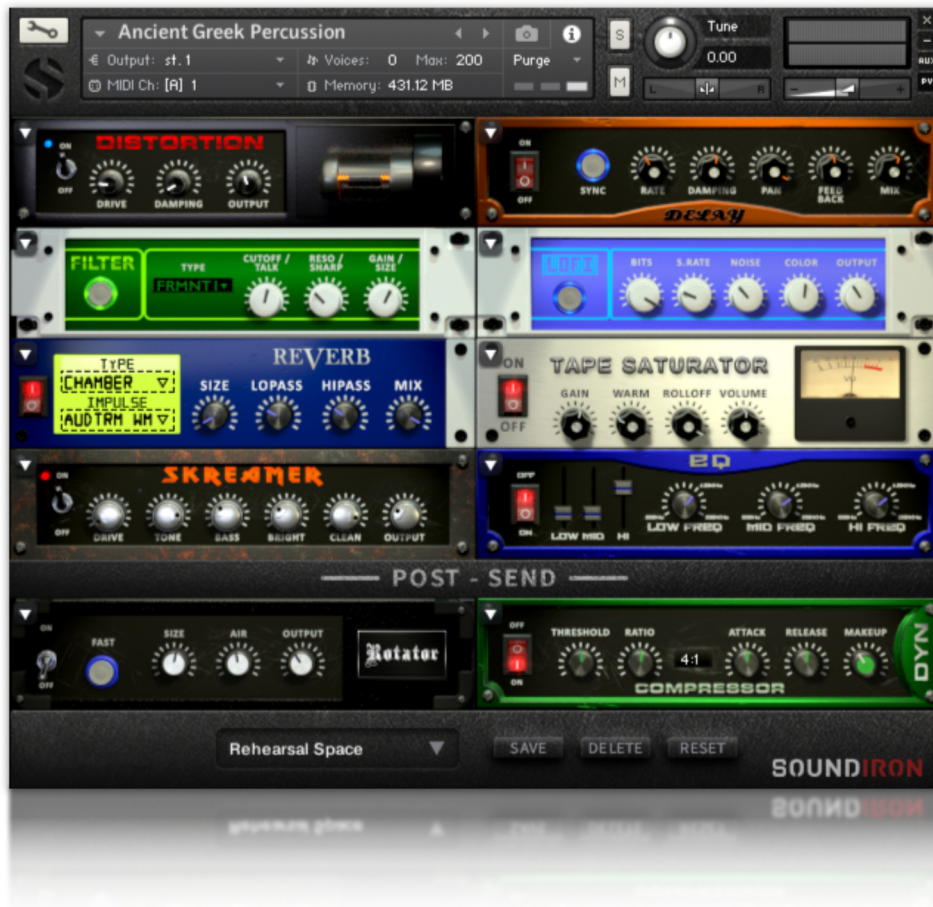 Ancient Greek Percussion
S
Tune
0.00
Output: st. 1
Voices: 0 Max: 200
Purge
MIDI Ch: [A] 1
Memory: 431.12 MB
M
L
R
AUX
PV
DISTORTION
ON
OFF
DRIVE
DAMPING
OUTPUT
ON
OFF
SYNC
RATE
DAMPING
PAN
FEED
BACK
MIX
DELAY
FILTER
TYPE
FRMNT I
CUTOFF /
TALK
RESO /
SHARP
GAIN /
SIZE
LOFI
BITS
S.RATE
NOISE
COLOR
OUTPUT
TYPE
CHAMBER
IMPULSE
AUDTRM WM
REVERB
SIZE
LOPASS
HIPASS
MIX
ON
OFF
TAPE SATURATOR
GAIN
WARM
ROLLOFF
VOLUME
VU
SKREAMER
ON
OFF
DRIVE
TONE
BASS
BRIGHT
CLEAN
OUTPUT
EQ
OFF
ON
LOW
MID
HI
LOW FREQ
MID FREQ
HI FREQ
POST - SEND
ON
OFF
FAST
SIZE
AIR
OUTPUT
Rotator
OFF
ON
THRESHOLD
RATIO
4:1
ATTACK
RELEASE
MAKEUP
COMPRESSOR
DYN
Rehearsal Space
SAVE
DELETE
RESET
SOUNDIRON